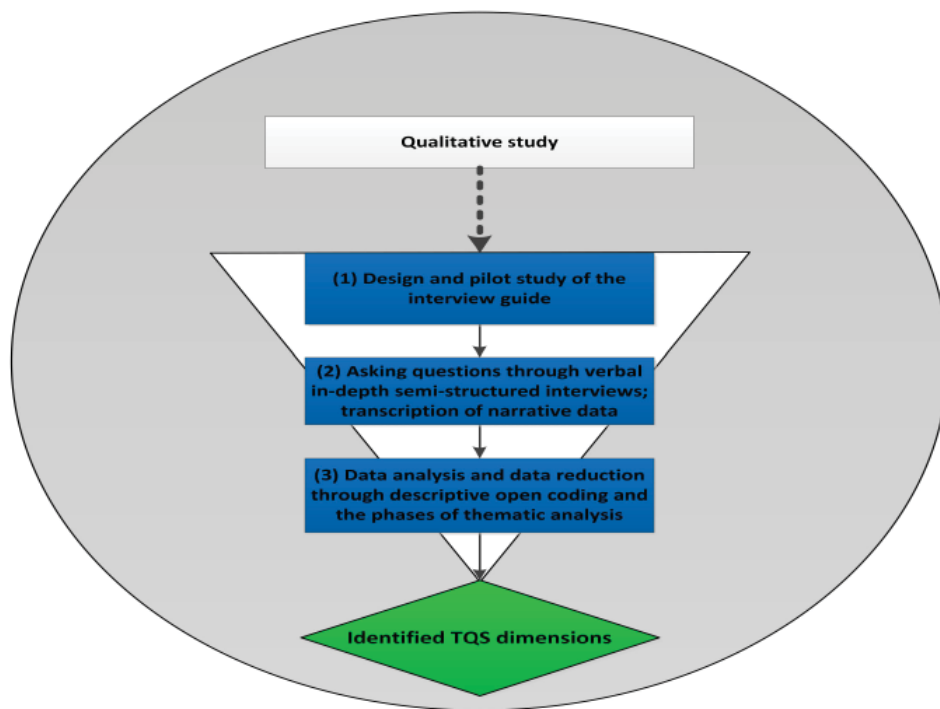 Qualitative study
(1) Design and pilot study of the
interview guide
(2) Asking questions through verbal
in-depth semi-structured interviews;
transcription of narrative data
(3) Data analysis and data reduction
through descriptive open coding and
the phases of thematic analysis
Identified TQS dimensions